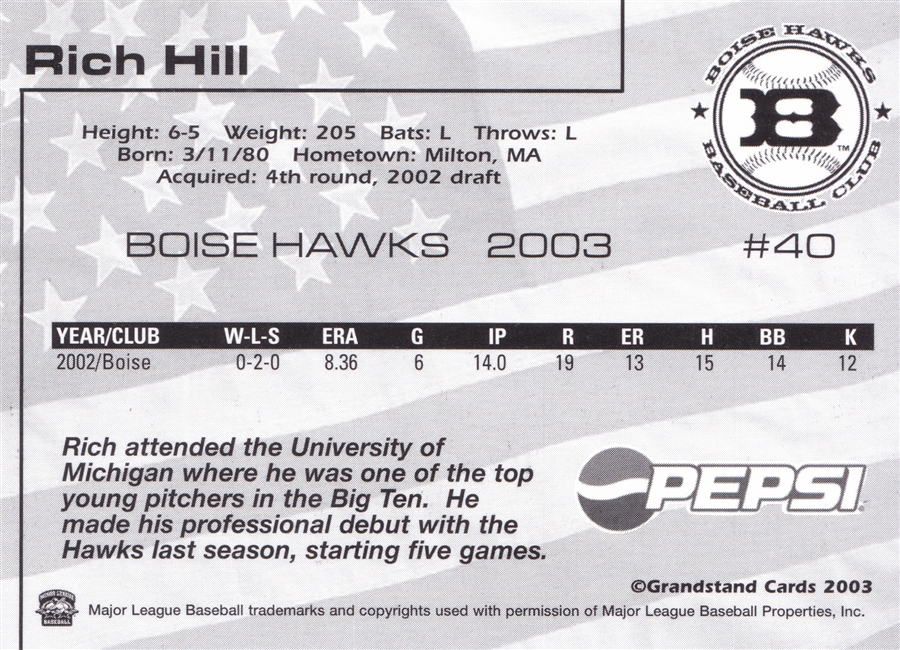 Rich Hill
BOISE HAWKS
B
TM
BASEBALL CLUB
Height: 6-5 Weight: 205 Bats: L Throws: L
Born: 3/11/80 Hometown: Milton, MA
Acquired: 4th round, 2002 draft
BOISE HAWKS 2003 #40
YEAR/CLUB W-L-S ERA G IP R ER H BB K
2002/Boise 0-2-0 8.36 6 14.0 19 13 15 14 12
Rich attended the University of
Michigan where he was one of the top
young pitchers in the Big Ten. He
made his professional debut with the
Hawks last season, starting five games.
PEPSI
©Grandstand Cards 2003
MINOR LEAGUE
BASEBALL
Major League Baseball trademarks and copyrights used with permission of Major League Baseball Properties, Inc.